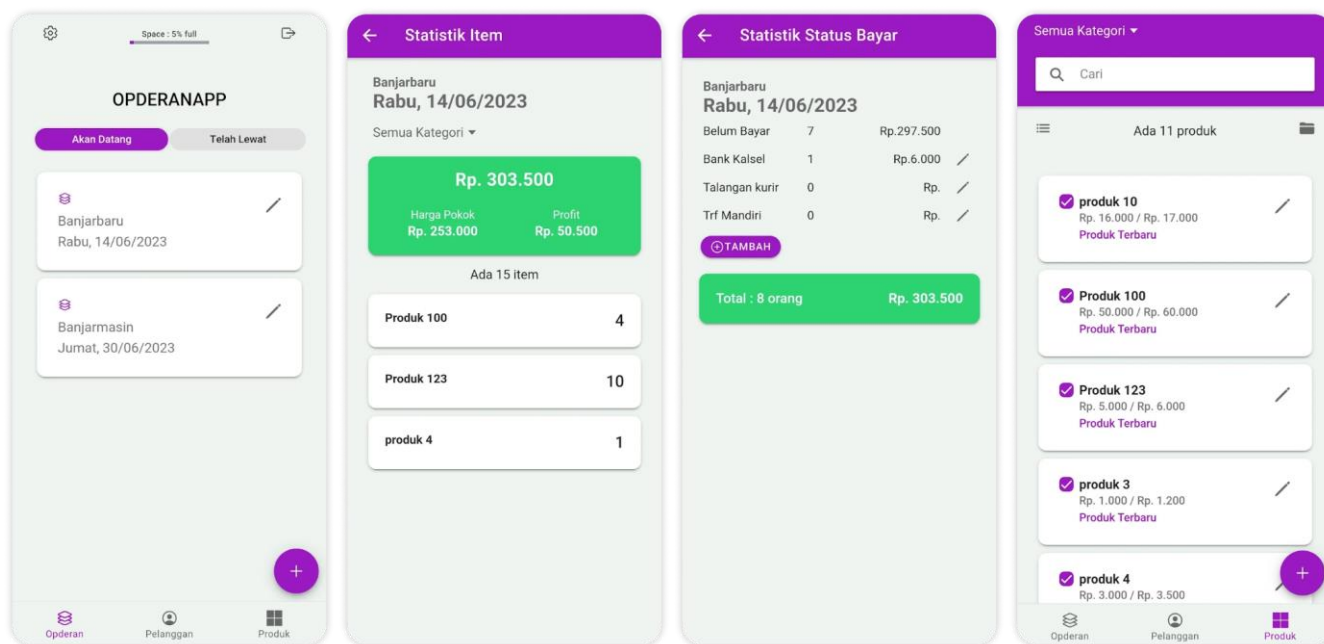 Space : 5% full
OPDERANAPP
Akan Datang Telah Lewat
Banjarbaru
Rabu, 14/06/2023
Banjarmasin
Jumat, 30/06/2023
+
Opderan Pelanggan Produk
Statistik Item
Banjarbaru
Rabu, 14/06/2023
Semua Kategori
Rp. 303.500
Harga Pokok Profit
Rp. 253.000 Rp. 50.500
Ada 15 item
Produk 100 4
Produk 123 10
produk 4 1
Statistik Status Bayar
Banjarbaru
Rabu, 14/06/2023
Belum Bayar 7 Rp.297.500
Bank Kalsel 1 Rp.6.000
Talangan kurir 0 Rp.
Trf Mandiri 0 Rp.
TAMBAH
Total : 8 orang Rp. 303.500
Semua Kategori
Cari
Ada 11 produk
produk 10
Rp. 16.000 / Rp. 17.000
Produk Terbaru
Produk 100
Rp. 50.000 / Rp. 60.000
Produk Terbaru
Produk 123
Rp. 5.000 / Rp. 6.000
Produk Terbaru
produk 3
Rp. 1.000 / Rp. 1.200
Produk Terbaru
produk 4
Rp. 3.000 / Rp. 3.500
+
Opderan Pelanggan Produk